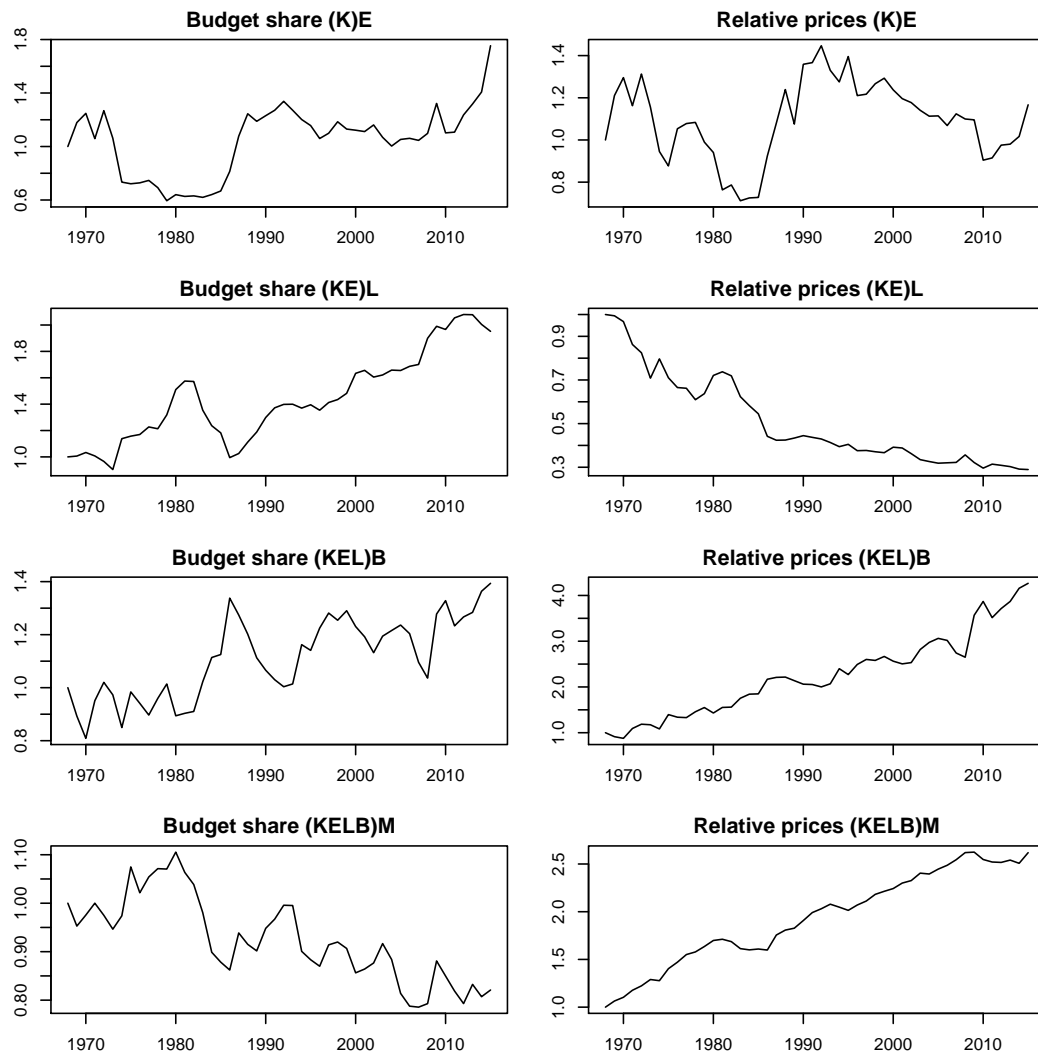 Budget share (K)E
Relative prices (K)E
0.6 1.0 1.4 1.8
0.8 1.0 1.2 1.4
1970 1980 1990 2000 2010
1970 1980 1990 2000 2010
Budget share (KE)L
Relative prices (KE)L
1.0 1.4 1.8
0.3 0.5 0.7 0.9
1970 1980 1990 2000 2010
1970 1980 1990 2000 2010
Budget share (KEL)B
Relative prices (KEL)B
0.8 1.0 1.2 1.4
1.0 2.0 3.0 4.0
1970 1980 1990 2000 2010
1970 1980 1990 2000 2010
Budget share (KELB)M
Relative prices (KELB)M
0.80 0.90 1.00 1.10
1.0 1.5 2.0 2.5
1970 1980 1990 2000 2010
1970 1980 1990 2000 2010